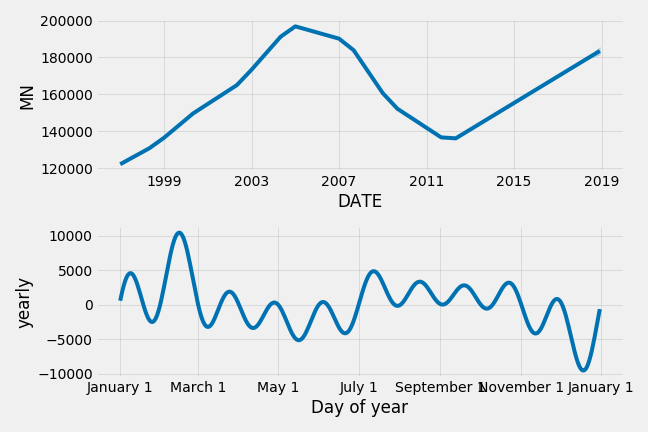 200000
180000
160000
140000
120000
MN
1999 2003 2007 2011 2015 2019
DATE
10000
5000
0
−5000
−10000
yearly
January 1 March 1 May 1 July 1 September 1 November 1 January 1
Day of year